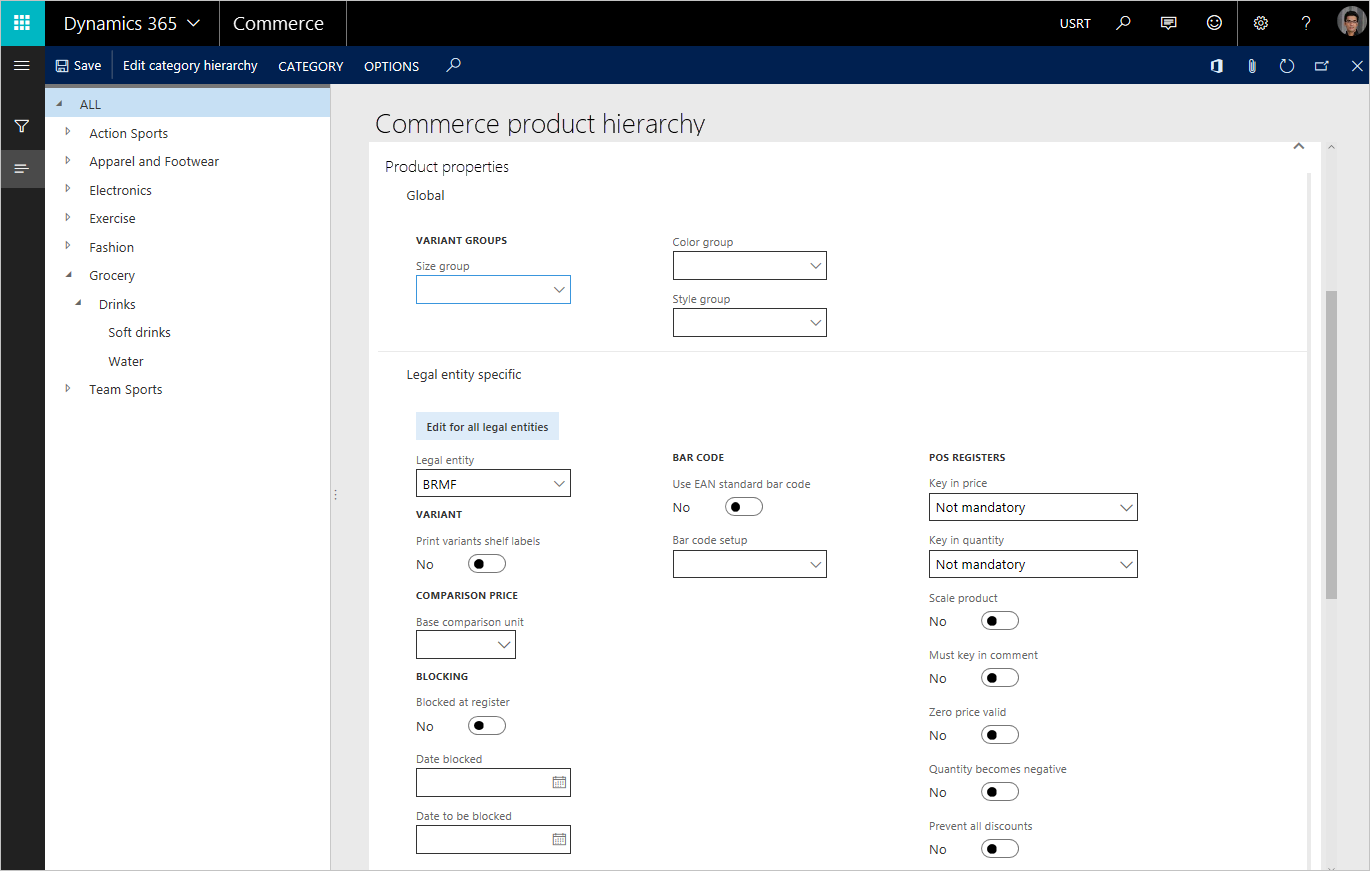 Dynamics 365
Commerce
USRT
?
Save
Edit category hierarchy
CATEGORY
OPTIONS
ALL
Action Sports
Apparel and Footwear
Electronics
Exercise
Fashion
Grocery
Drinks
Soft drinks
Water
Team Sports
Commerce product hierarchy
Product properties
Global
VARIANT GROUPS
Size group
Color group
Style group
Legal entity specific
Edit for all legal entities
Legal entity
BRMF
VARIANT
Print variants shelf labels
No
COMPARISON PRICE
Base comparison unit
BLOCKING
Blocked at register
No
Date blocked
Date to be blocked
BAR CODE
Use EAN standard bar code
No
Bar code setup
POS REGISTERS
Key in price
Not mandatory
Key in quantity
Not mandatory
Scale product
No
Must key in comment
No
Zero price valid
No
Quantity becomes negative
No
Prevent all discounts
No